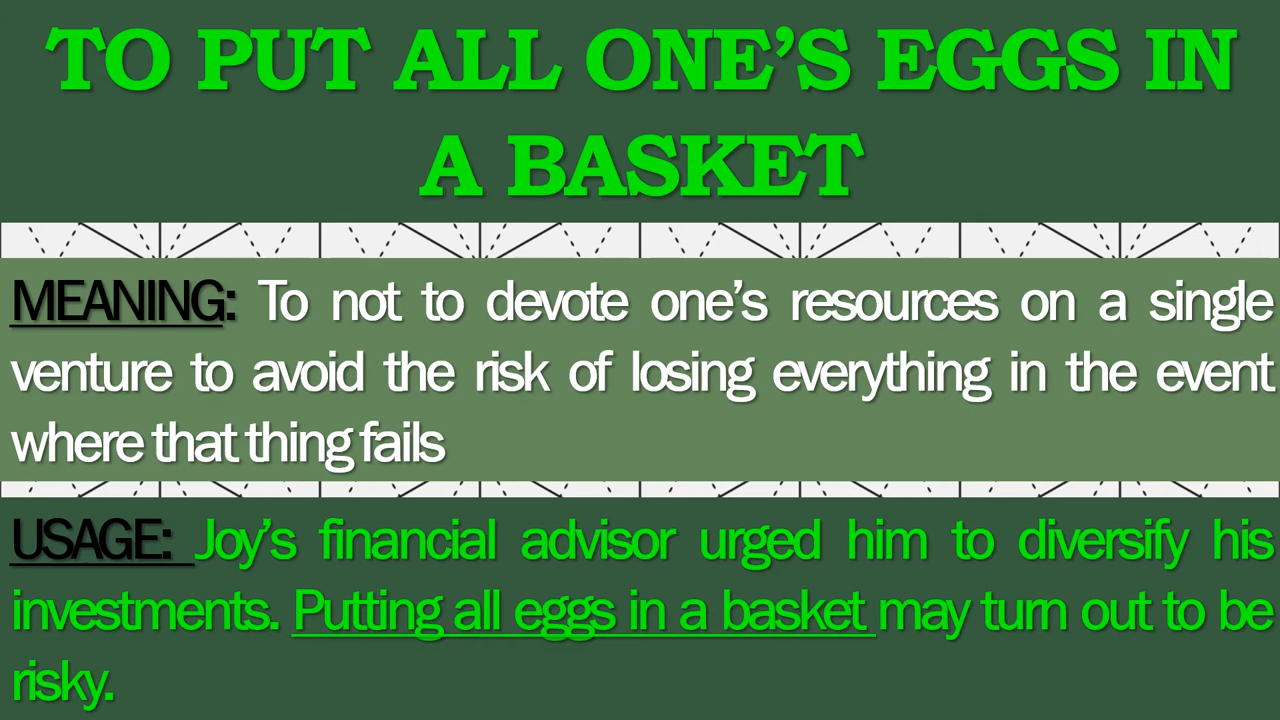 TO PUT ALL ONE’S EGGS IN
A BASKET
MEANING: To not to devote one’s resources on a single
venture to avoid the risk of losing everything in the event
where that thing fails
USAGE: Joy’s financial advisor urged him to diversify his
investments. Putting all eggs in a basket may turn out to be
risky.